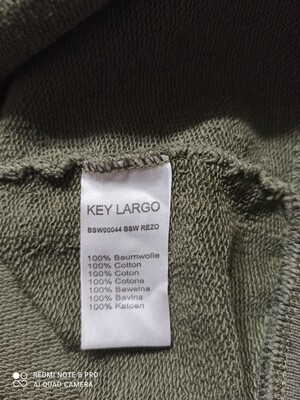 KEY LARGO
BSW00044 BSW REZO
100% Baumwolle
100% Cotton
100% Coton
100% Cotone
100% Bawelna
100% Bavlna
100% Katoen
REDMI NOTE 8 PRO
AI QUAD CAMERA